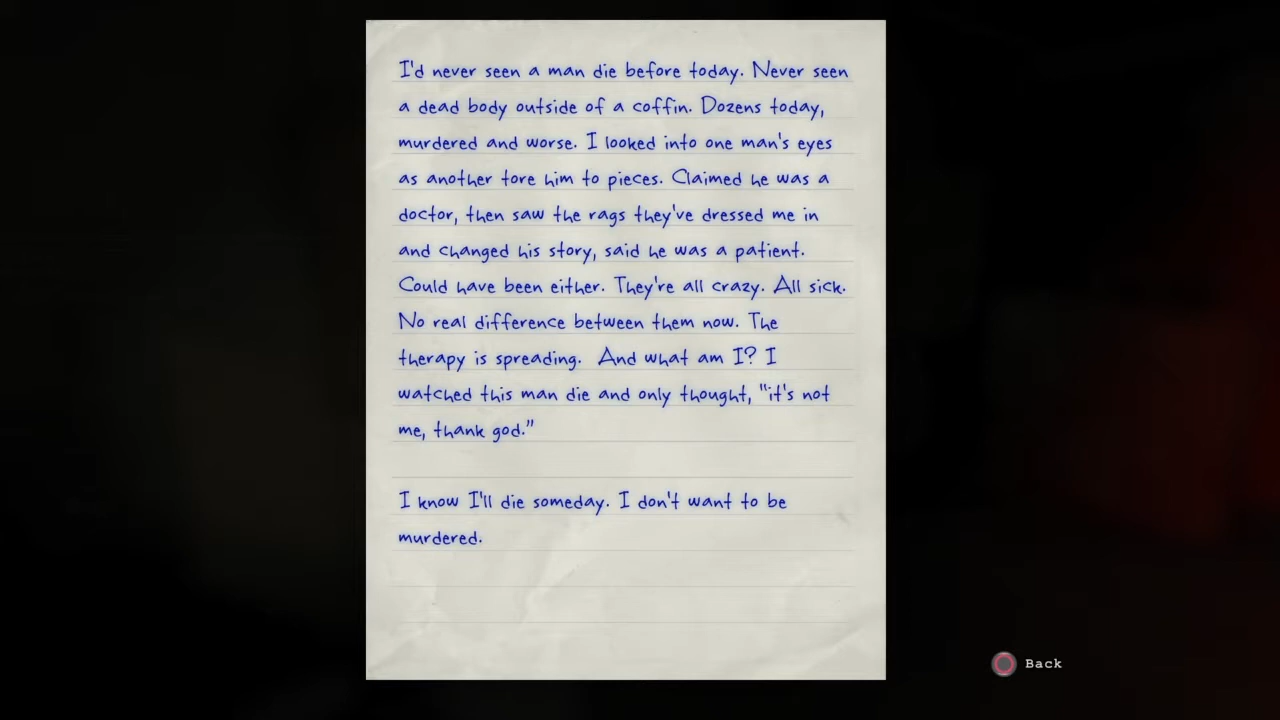 I'd never seen a man die before today. Never seen
a dead body outside of a coffin. Dozens today,
murdered and worse. I looked into one man's eyes
as another tore him to pieces. Claimed he was a
doctor, then saw the rags they've dressed me in
and changed his story, said he was a patient.
Could have been either. They're all crazy. All sick.
No real difference between them now. The
therapy is spreading. And what am I? I
watched this man die and only thought, "it's not
me, thank god."
I know I'll die someday. I don't want to be
murdered.
Back